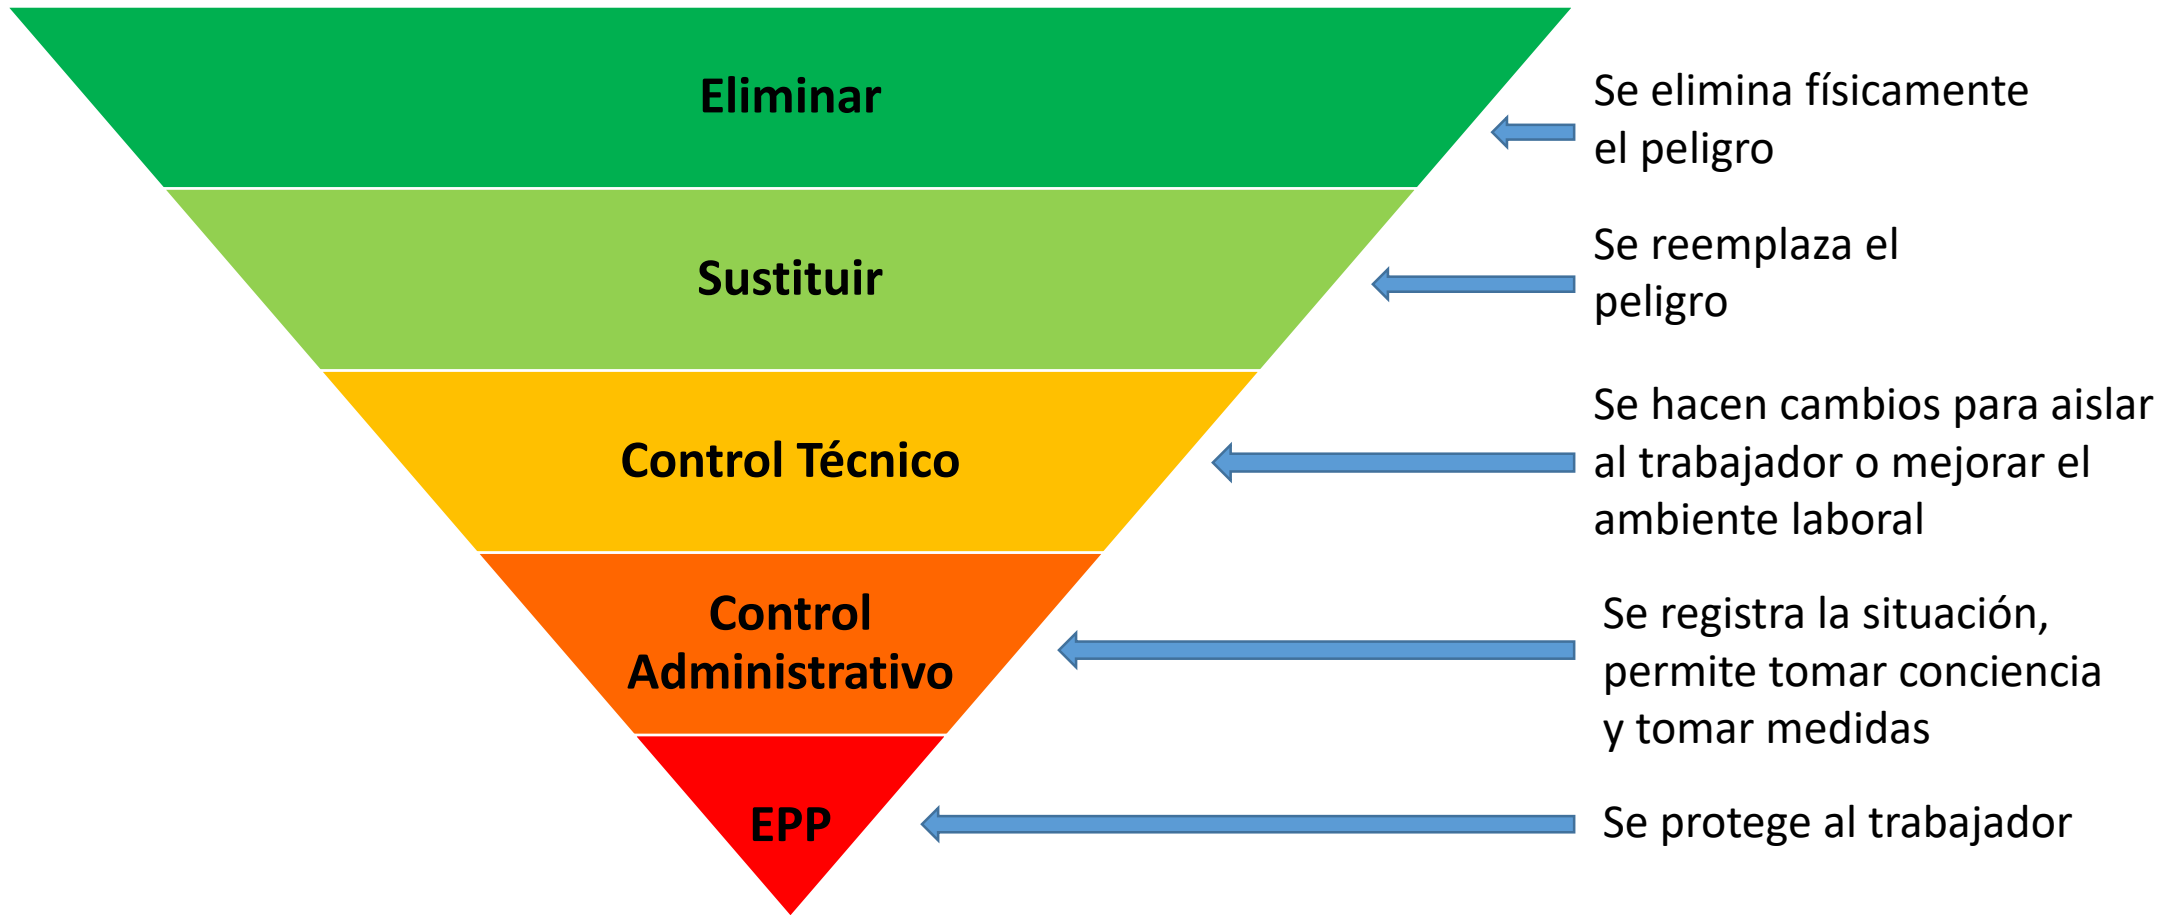 Eliminar
Se elimina físicamente
el peligro
Sustituir
Se reemplaza el
peligro
Control Técnico
Se hacen cambios para aislar
al trabajador o mejorar el
ambiente laboral
Control
Administrativo
Se registra la situación,
permite tomar conciencia
y tomar medidas
EPP
Se protege al trabajador